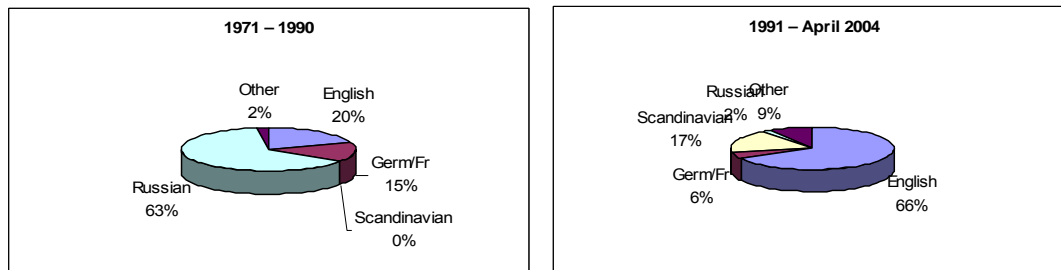 1971 – 1990
Other
2%
English
20%
Germ/Fr
15%
Scandinavian
0%
Russian
63%
1991 – April 2004
Russian
2%
Other
9%
Scandinavian
17%
Germ/Fr
6%
English
66%